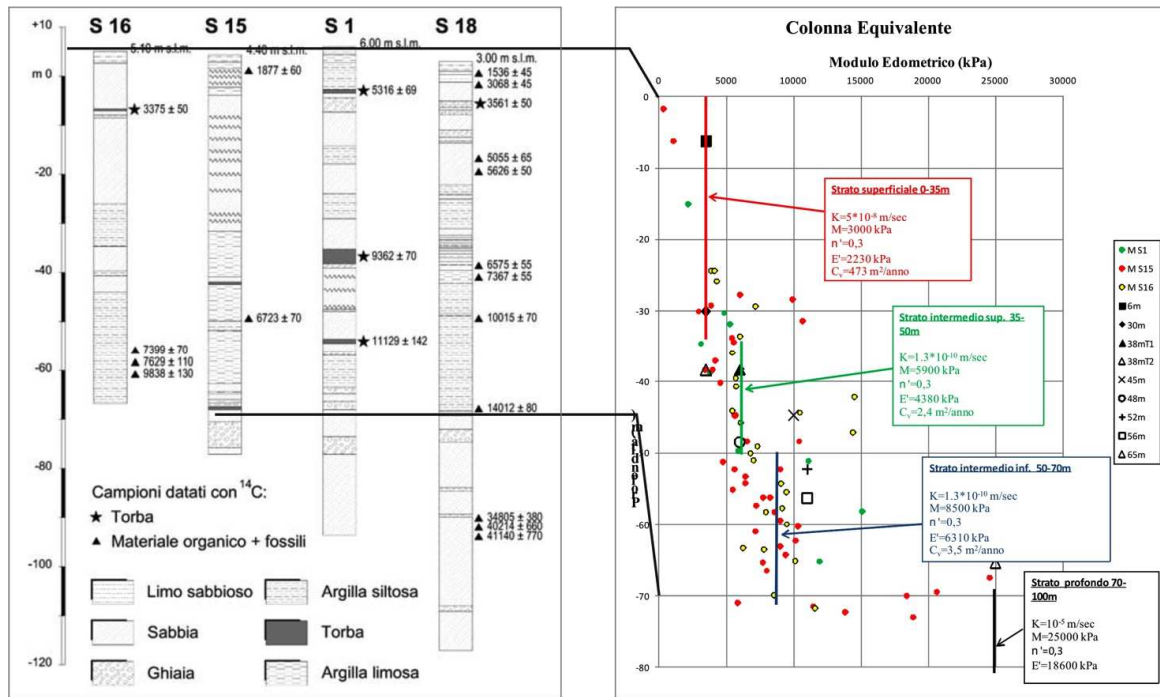 S 16 S 15 S 1 S 18
+10
m 0
-20
-40
-60
-80
-100
-120
5.10 m s.l.m.
3375 ± 50
7399 ± 70
7629 ± 110
9838 ± 130
4.40 m s.l.m.
1877 ± 60
6723 ± 70
6.00 m s.l.m.
5316 ± 69
9362 ± 70
11129 ± 142
3.00 m s.l.m.
1536 ± 45
3068 ± 45
3561 ± 50
5055 ± 65
5626 ± 50
6575 ± 55
7367 ± 55
10015 ± 70
14012 ± 80
34805 ± 380
40214 ± 660
41140 ± 770
Campioni datati con ¹⁴C:
★ Torba
▲ Materiale organico + fossili
Limo sabbioso
Argilla siltosa
Sabbia
Torba
Ghiaia
Argilla limosa
Colonna Equivalente
Modulo Edometrico (kPa)
0 5000 10000 15000 20000 25000 30000
0
-10
-20
-30
-40
-50
-60
-70
-80
Strato superficiale 0-35m
K=5*10⁻⁸ m/sec
M=3000 kPa
n'=0,3
E'=2230 kPa
Cᵥ=473 m²/anno
Strato intermedio sup. 35-
50m
K=1.3*10⁻¹⁰ m/sec
M=5900 kPa
n'=0,3
E'=4380 kPa
Cᵥ=2,4 m²/anno
Strato intermedio inf. 50-70m
K=1.3*10⁻¹⁰ m/sec
M=8500 kPa
n'=0,3
E'=6310 kPa
Cᵥ=3,5 m²/anno
Strato profondo 70-
100m
K=10⁻⁵ m/sec
M=25000 kPa
n'=0,3
E'=18600 kPa
M S1
M S15
M S16
6m
30m
38mT1
38mT2
45m
48m
52m
56m
65m